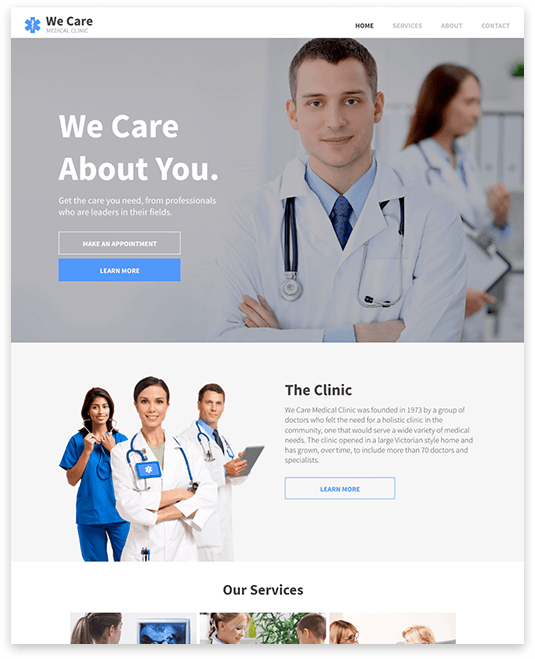 We Care
MEDICAL CLINIC
HOME
SERVICES
ABOUT
CONTACT
We Care
About You.
Get the care you need, from professionals
who are leaders in their fields.
MAKE AN APPOINTMENT
LEARN MORE
The Clinic
We Care Medical Clinic was founded in 1973 by a group of
doctors who felt the need for a holistic clinic in the
community, one that would serve a wide variety of medical
needs. The clinic opened in a large Victorian style home and
has grown, over time, to include more than 70 doctors and
specialists.
LEARN MORE
Our Services